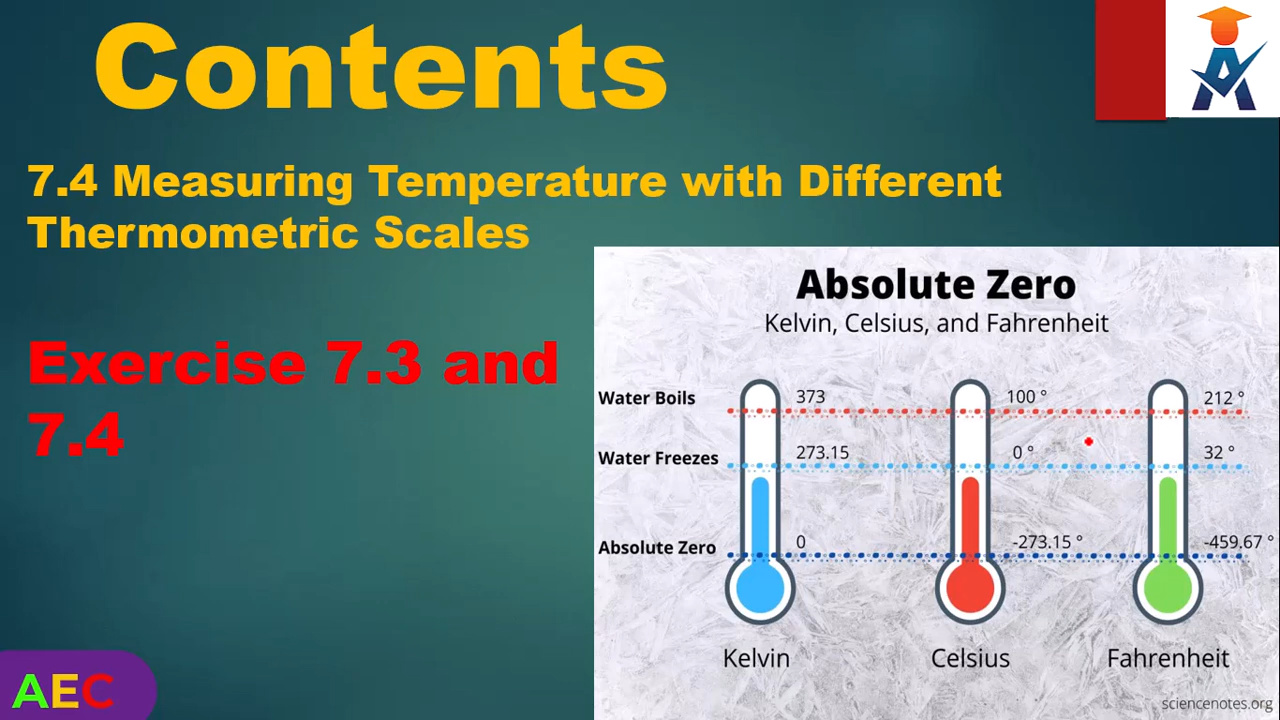 Contents
7.4 Measuring Temperature with Different
Thermometric Scales
Exercise 7.3 and
7.4
Absolute Zero
Kelvin, Celsius, and Fahrenheit
Water Boils 373 100 ° 212 °
Water Freezes 273.15 0 ° 32 °
Absolute Zero 0 -273.15 ° -459.67 °
Kelvin Celsius Fahrenheit
sciencenotes.org
AEC